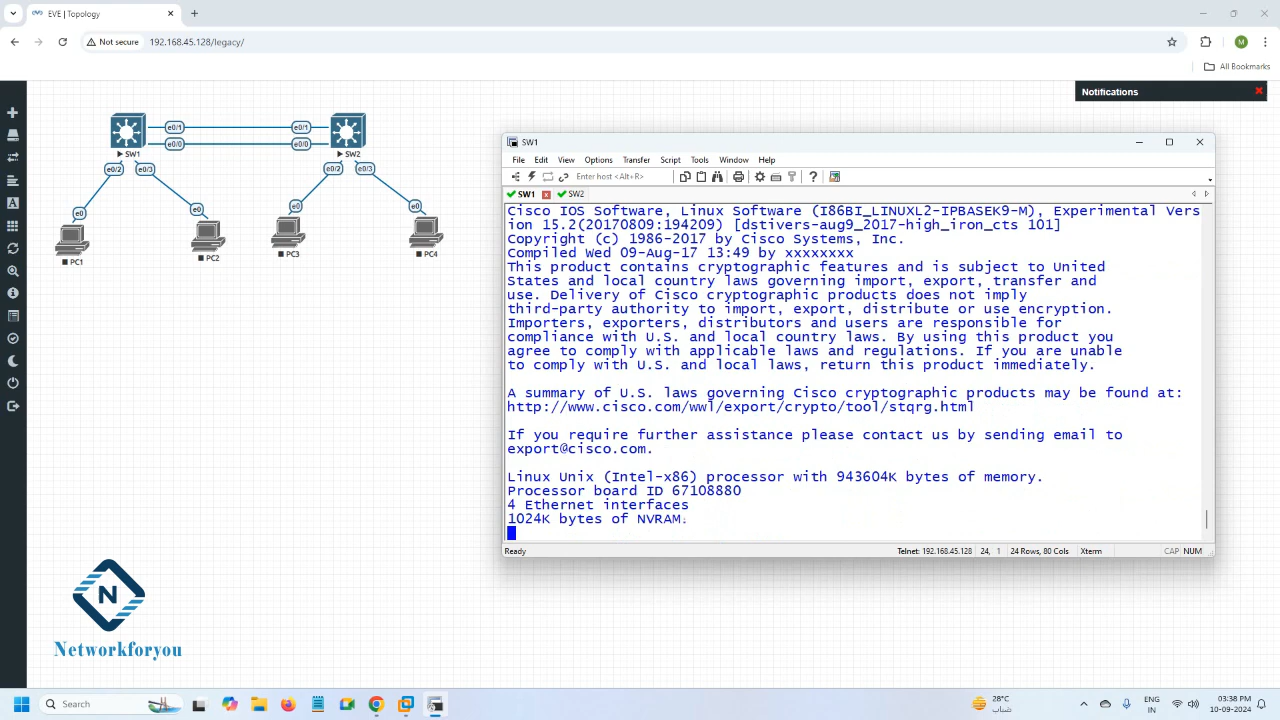 EVE | Topology
Not secure
192.168.45.128/legacy/
M
All Bookmarks
Notifications
e0/1
e0/1
e0/0
e0/0
SW1
SW2
e0/2
e0/3
e0/2
e0/3
e0
e0
e0
e0
PC1
PC2
PC3
PC4
SW1
File Edit View Options Transfer Script Tools Window Help
Enter host <Alt+R>
SW1
SW2
Cisco IOS Software, Linux Software (I86BI_LINUXL2-IPBASEK9-M), Experimental Vers
ion 15.2(20170809:194209) [dstivers-aug9_2017-high_iron_cts 101]
Copyright (c) 1986-2017 by Cisco Systems, Inc.
Compiled Wed 09-Aug-17 13:49 by xxxxxxxx
This product contains cryptographic features and is subject to United
States and local country laws governing import, export, transfer and
use. Delivery of Cisco cryptographic products does not imply
third-party authority to import, export, distribute or use encryption.
Importers, exporters, distributors and users are responsible for
compliance with U.S. and local country laws. By using this product you
agree to comply with applicable laws and regulations. If you are unable
to comply with U.S. and local laws, return this product immediately.
A summary of U.S. laws governing Cisco cryptographic products may be found at:
http://www.cisco.com/wwl/export/crypto/tool/stqrg.html
If you require further assistance please contact us by sending email to
export@cisco.com.
Linux Unix (Intel-x86) processor with 943604K bytes of memory.
Processor board ID 67108880
4 Ethernet interfaces
1024K bytes of NVRAM.
Ready
Telnet: 192.168.45.128
24, 1
24 Rows, 80 Cols
Xterm
CAP NUM
N
Networkforyou
Search
28°C
ضباب
ENG
IN
03:38 PM
10-09-2024